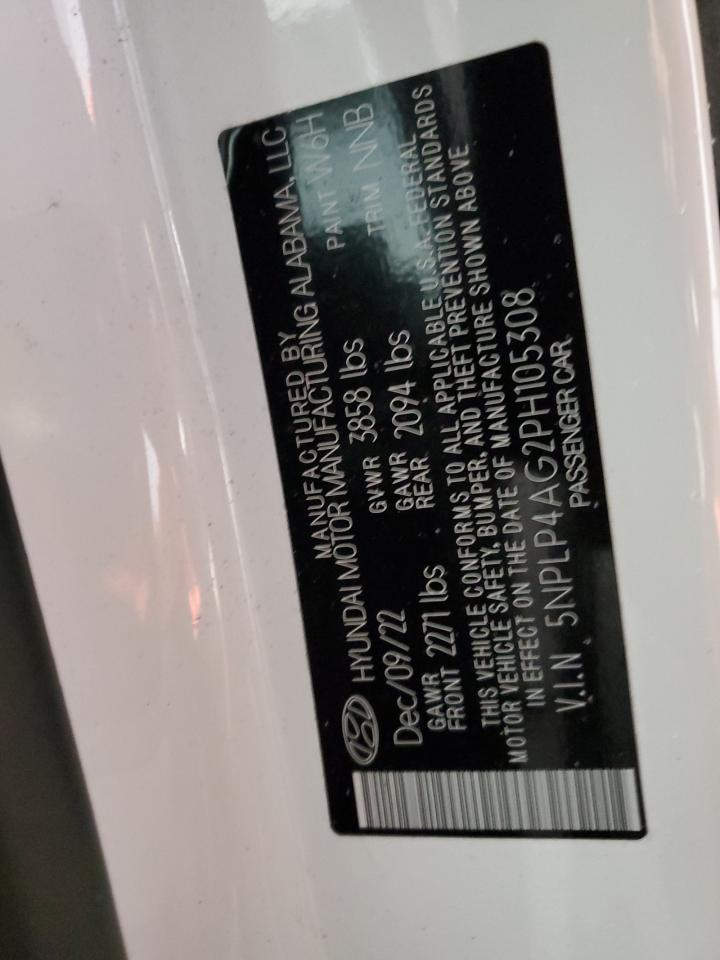 MANUFACTURED BY
HYUNDAI MOTOR MANUFACTURING ALABAMA, LLC
Dec/09/22 GVWR 3858 lbs PAINT W6H
GAWR FRONT 2271 lbs GAWR REAR 2094 lbs TRIM NNB
THIS VEHICLE CONFORMS TO ALL APPLICABLE U.S.A. FEDERAL
MOTOR VEHICLE SAFETY, BUMPER, AND THEFT PREVENTION STANDARDS
IN EFFECT ON THE DATE OF MANUFACTURE SHOWN ABOVE
V.I.N 5NPLP4AG2PH105308
PASSENGER CAR